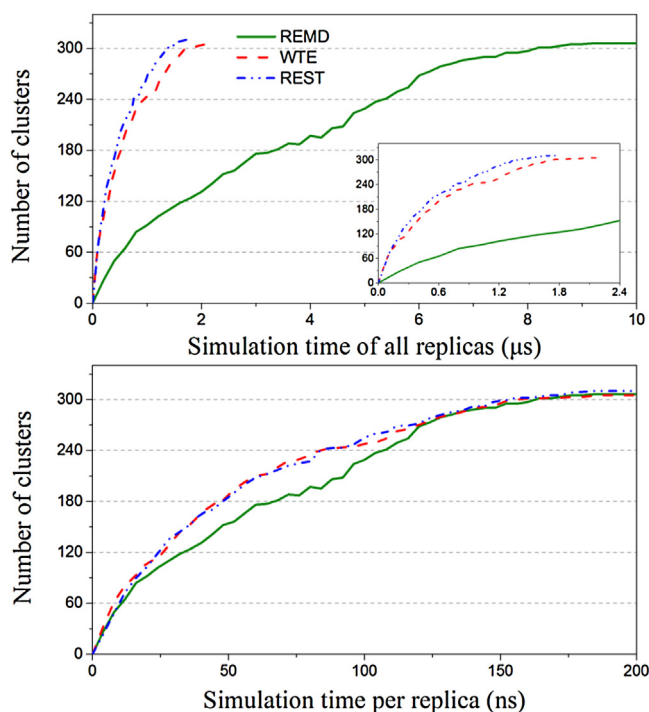 REMD
WTE
REST
Number of clusters
300
240
180
120
60
0
300
240
180
120
60
0
0.0 0.6 1.2 1.8 2.4
0 2 4 6 8 10
Simulation time of all replicas (μs)
Number of clusters
300
240
180
120
60
0
0 50 100 150 200
Simulation time per replica (ns)